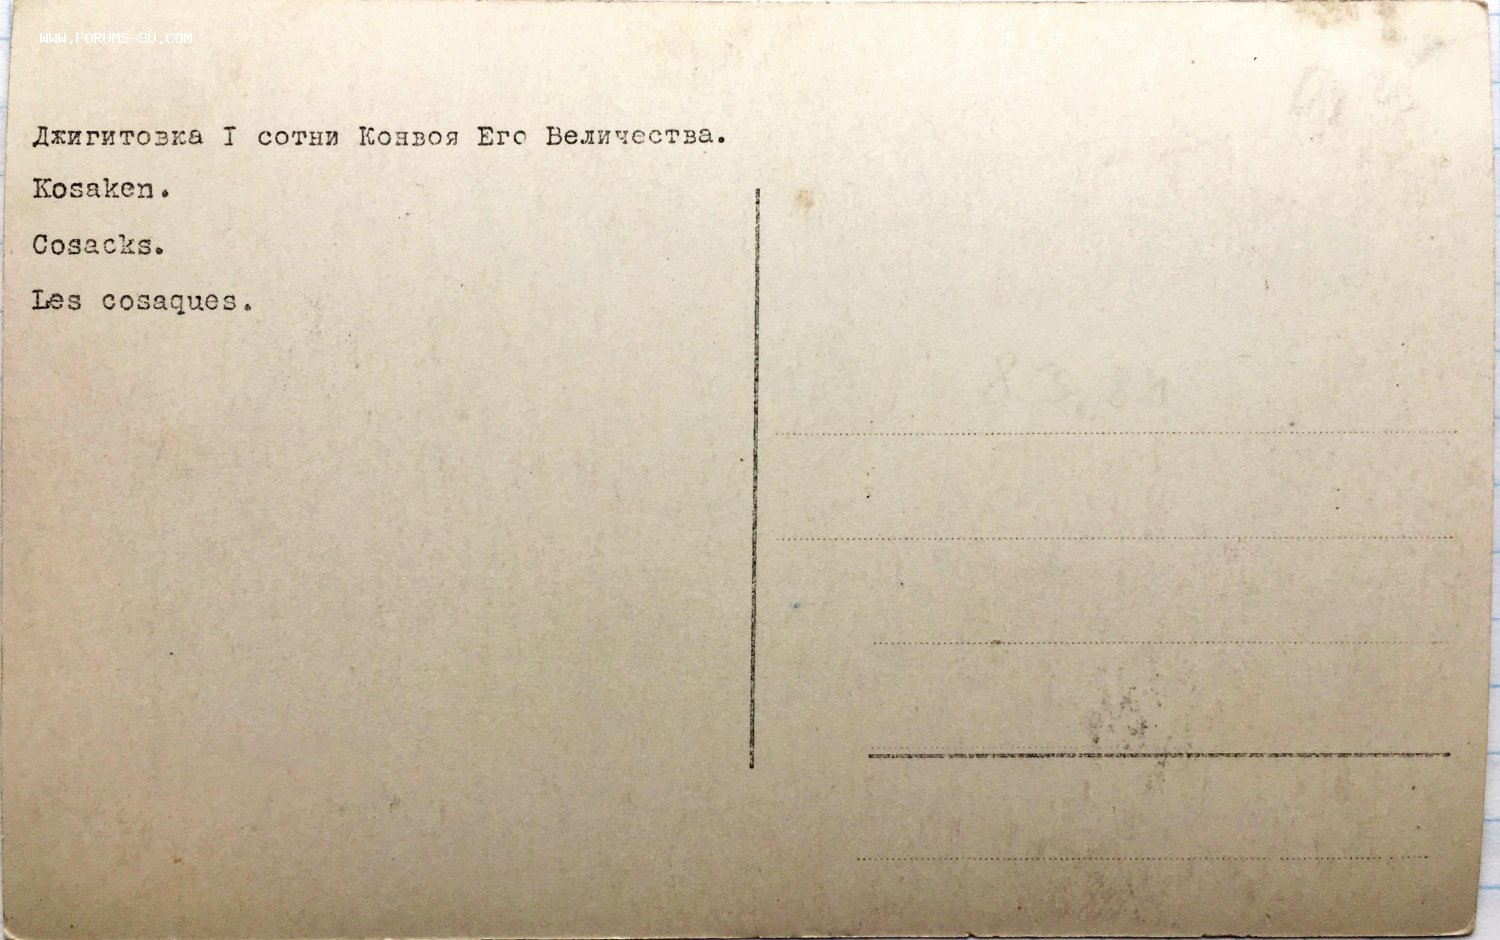 WWW.FORUMS-SU.COM
Джигитовка I сотни Конвоя Его Величества.
Kosaken.
Cosacks.
Les cosaques.